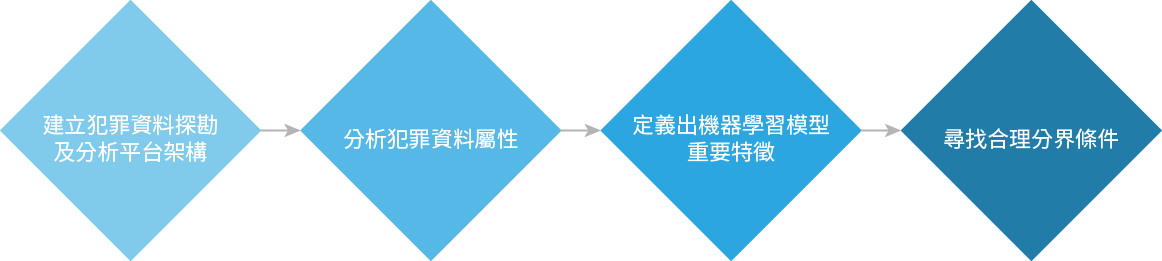 建立犯罪資料探勘
及分析平台架構
分析犯罪資料屬性
定義出機器學習模型
重要特徵
尋找合理分界條件